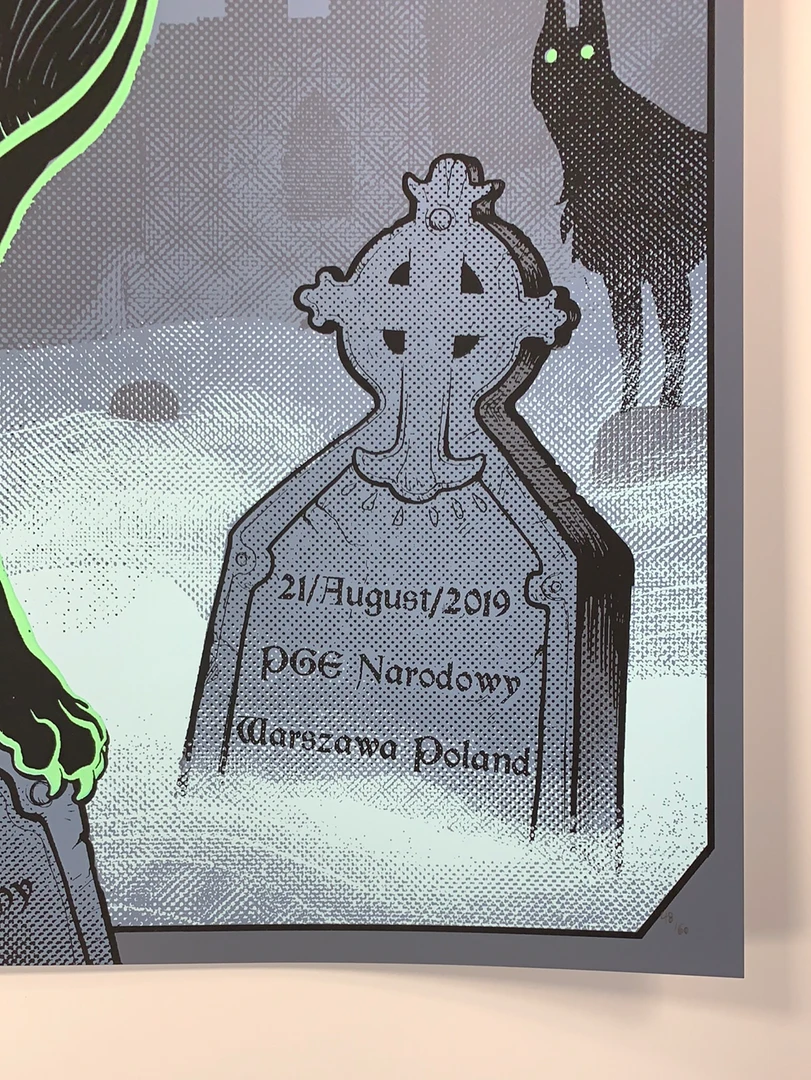 21/August/2019
PGE Narodowy
Warszawa Poland